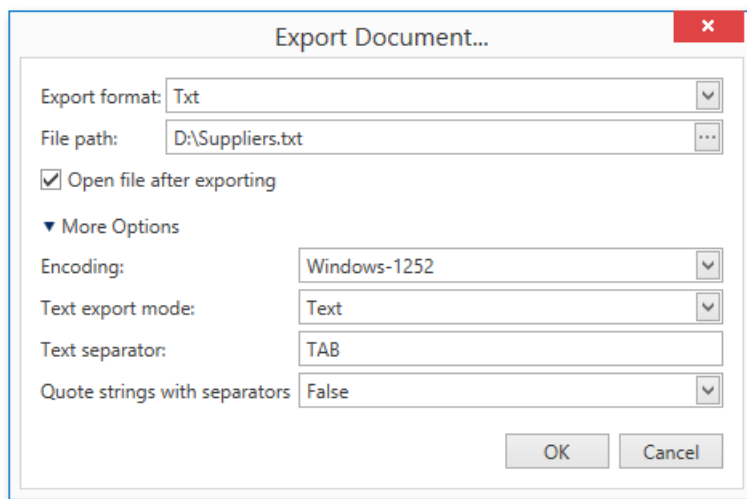 Export Document...
Export format: Txt
File path: D:\Suppliers.txt
Open file after exporting
More Options
Encoding: Windows-1252
Text export mode: Text
Text separator: TAB
Quote strings with separators False
OK Cancel